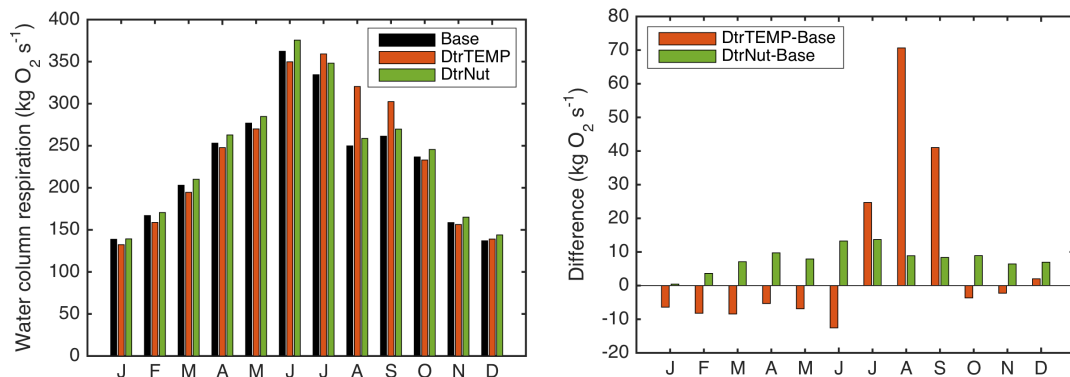 Water column respiration (kg O₂ s⁻¹)
400
350
300
250
200
150
100
50
0
Base
DtrTEMP
DtrNut
J F M A M J J A S O N D
Difference (kg O₂ s⁻¹)
80
70
60
50
40
30
20
10
0
-10
-20
DtrTEMP-Base
DtrNut-Base
J F M A M J J A S O N D